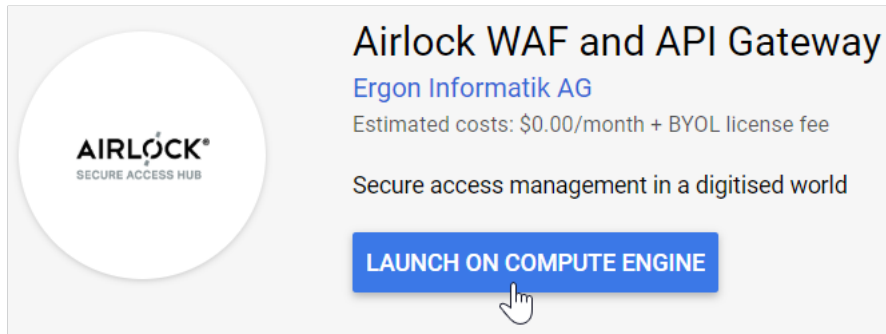 AIRLOCK®
SECURE ACCESS HUB
Airlock WAF and API Gateway
Ergon Informatik AG
Estimated costs: $0.00/month + BYOL license fee
Secure access management in a digitised world
LAUNCH ON COMPUTE ENGINE